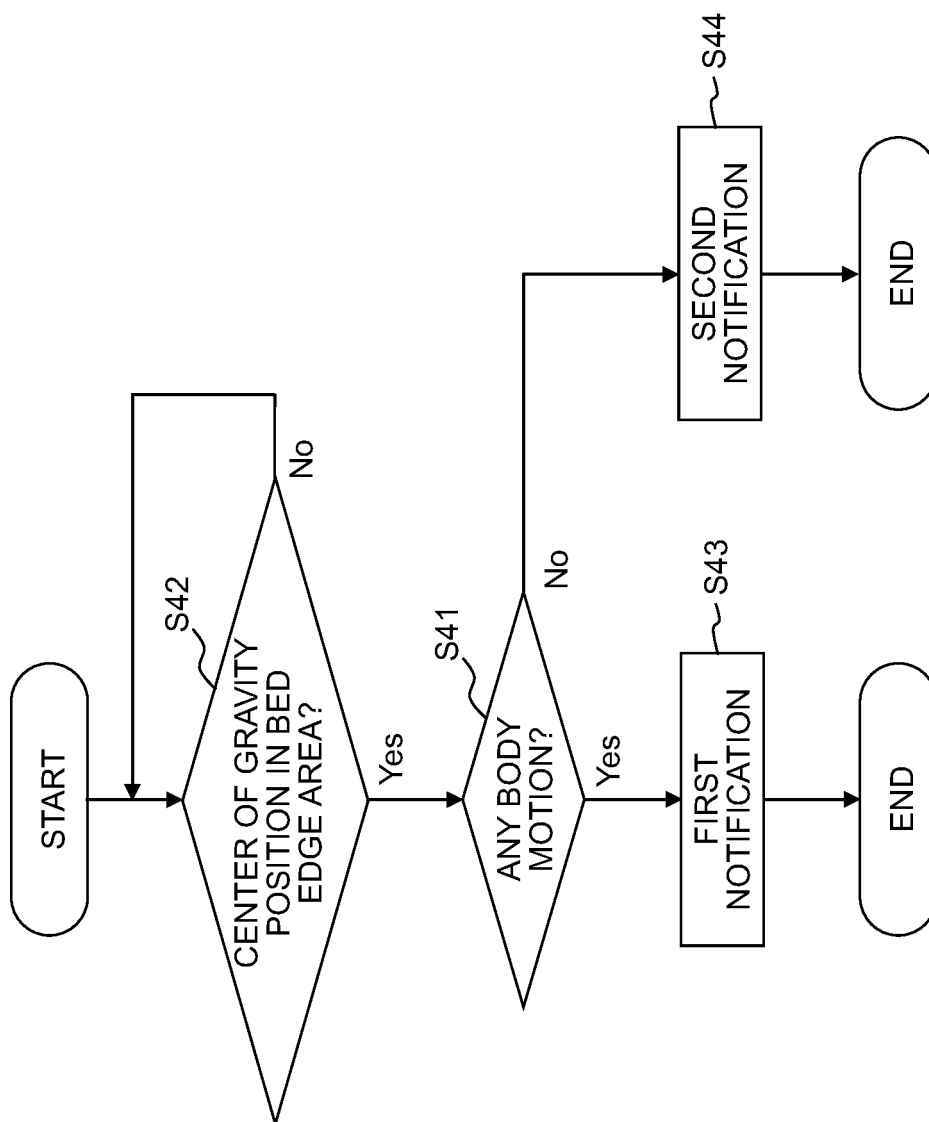 START
S42
CENTER OF GRAVITY
POSITION IN BED
EDGE AREA?
No
Yes
S41
ANY BODY
MOTION?
No
Yes
S43
FIRST
NOTIFICATION
S44
SECOND
NOTIFICATION
END
END